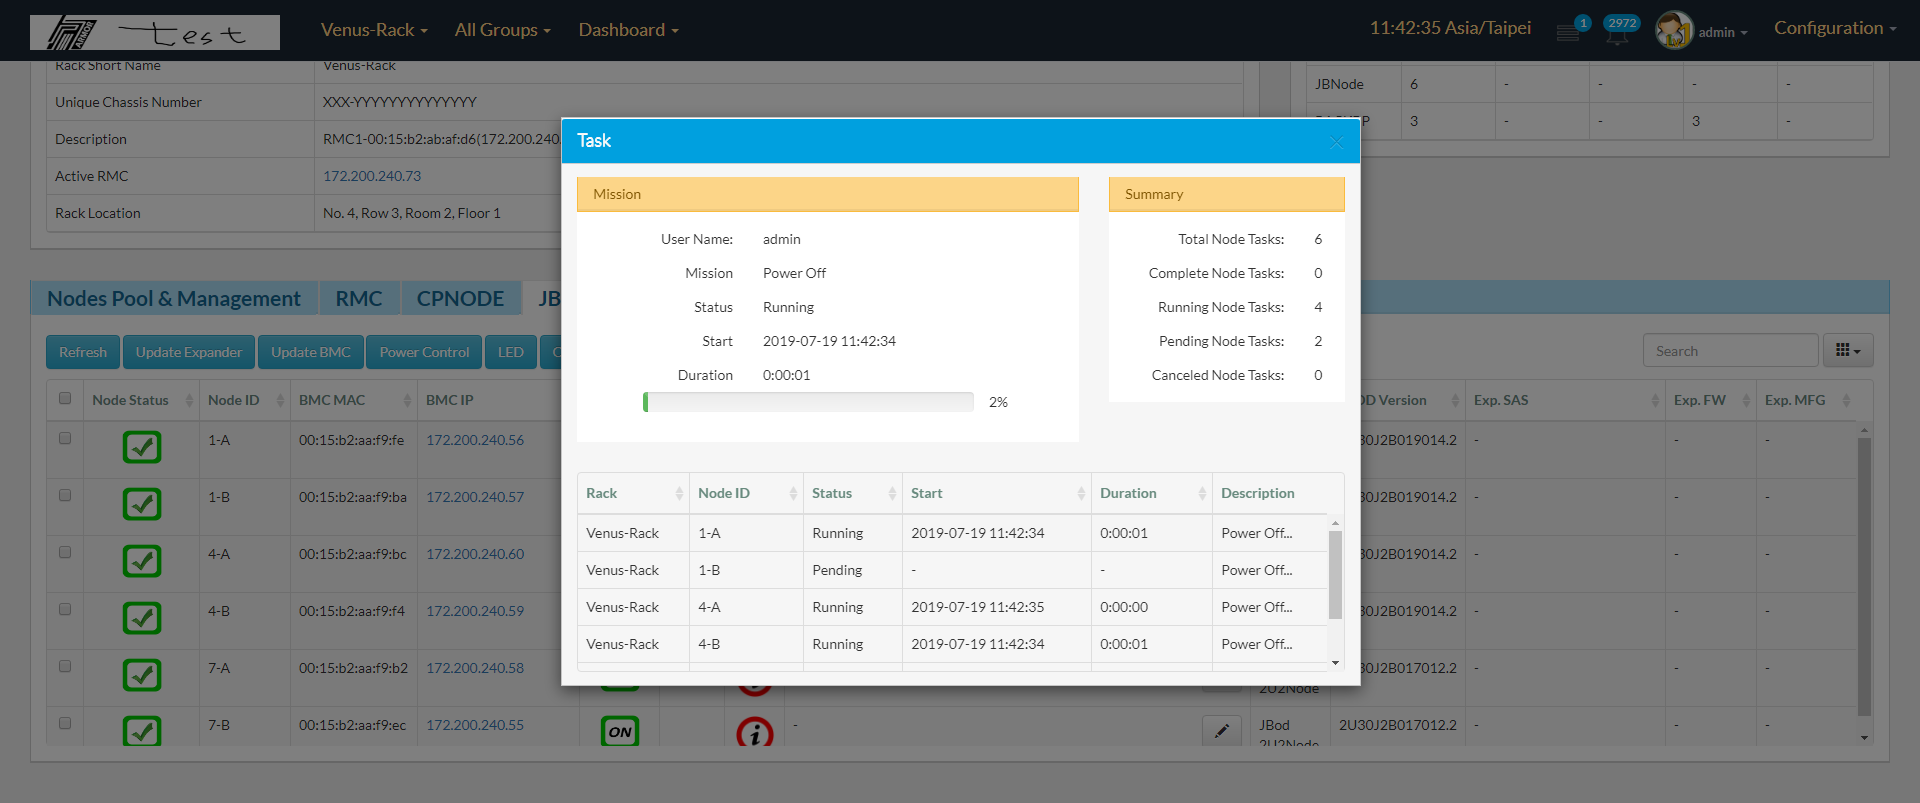 ARMOR test Venus-Rack All Groups Dashboard 11:42:35 Asia/Taipei 1 2972 admin Configuration
Rack Short Name Venus-Rack
Unique Chassis Number XXX-YYYYYYYYYYYYYY
Description RMC1-00:15:b2:ab:af:d6(172.200.240.
Active RMC 172.200.240.73
Rack Location No. 4, Row 3, Room 2, Floor 1
JBNode 6 - - - -
3 - - 3 -
Nodes Pool & Management RMC CPNODE JB
Refresh Update Expander Update BMC Power Control LED Search
Node Status Node ID BMC MAC BMC IP Version Exp. SAS Exp. FW Exp. MFG
1-A 00:15:b2:aa:f9:fe 172.200.240.56 30J2B019014.2 - - -
1-B 00:15:b2:aa:f9:ba 172.200.240.57 30J2B019014.2 - - -
4-A 00:15:b2:aa:f9:bc 172.200.240.60 30J2B019014.2 - - -
4-B 00:15:b2:aa:f9:f4 172.200.240.59 30J2B019014.2 - - -
7-A 00:15:b2:aa:f9:b2 172.200.240.58 2U2Node 30J2B017012.2 - - -
7-B 00:15:b2:aa:f9:ec 172.200.240.55 ON i - JBod 2U2Node 2U30J2B017012.2 - - -
Task
Mission
User Name: admin
Mission Power Off
Status Running
Start 2019-07-19 11:42:34
Duration 0:00:01
2%
Summary
Total Node Tasks: 6
Complete Node Tasks: 0
Running Node Tasks: 4
Pending Node Tasks: 2
Canceled Node Tasks: 0
Rack Node ID Status Start Duration Description
Venus-Rack 1-A Running 2019-07-19 11:42:34 0:00:01 Power Off...
Venus-Rack 1-B Pending - - Power Off...
Venus-Rack 4-A Running 2019-07-19 11:42:35 0:00:00 Power Off...
Venus-Rack 4-B Running 2019-07-19 11:42:34 0:00:01 Power Off...